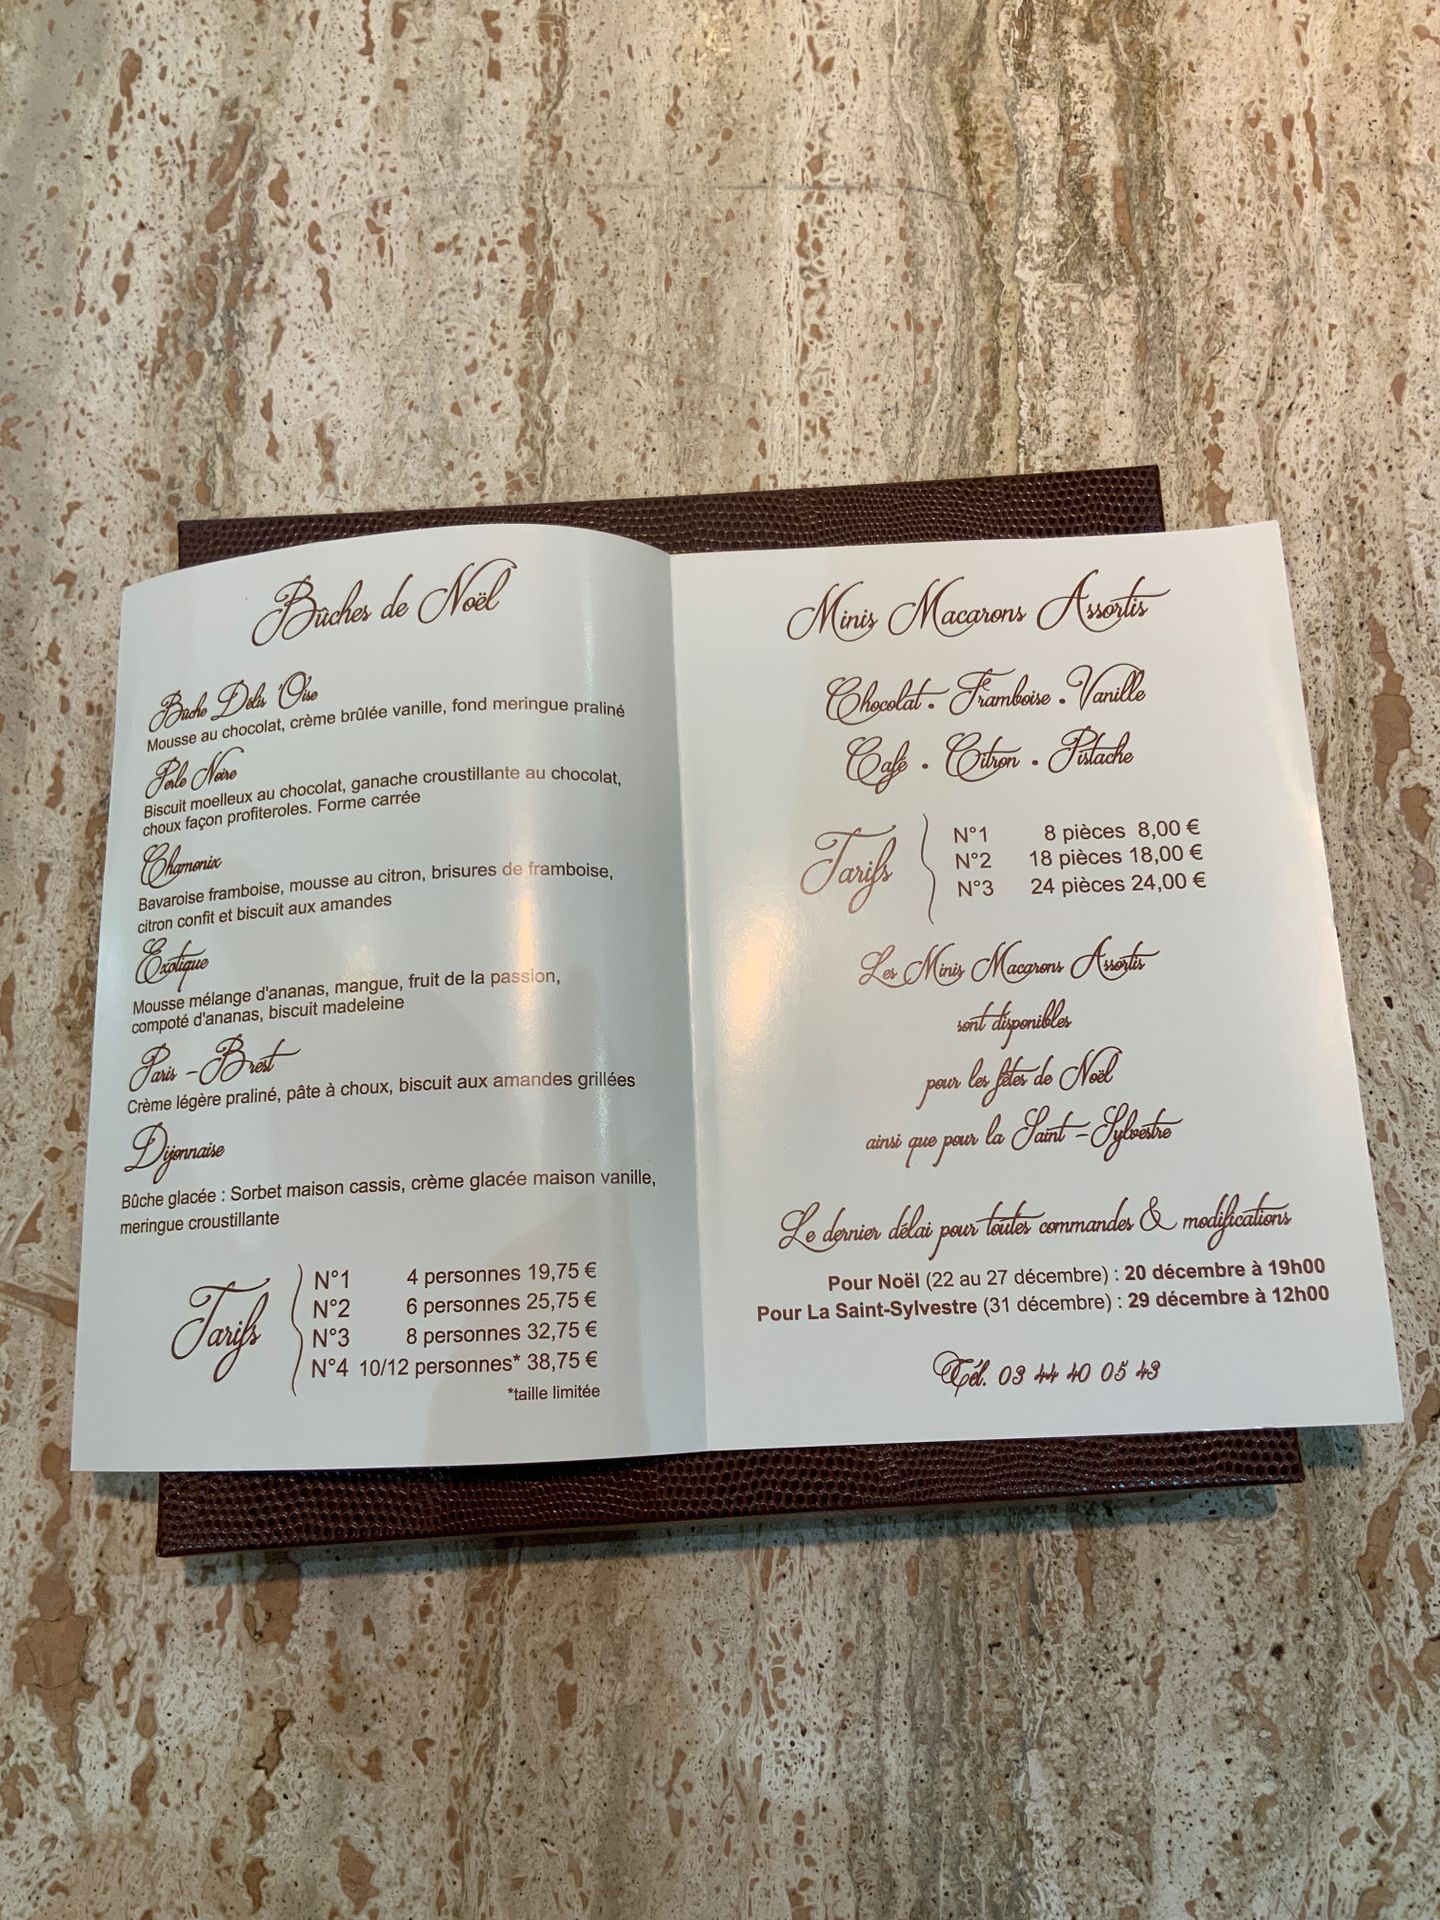 Bûches de Noël
Bûche Délis 'Oise
Mousse au chocolat, crème brûlée vanille, fond meringue praliné
Perle Noire
Biscuit moelleux au chocolat, ganache croustillante au chocolat,
choux façon profiteroles. Forme carrée
Chamonix
Bavaroise framboise, mousse au citron, brisures de framboise,
citron confit et biscuit aux amandes
Exotique
Mousse mélange d'ananas, mangue, fruit de la passion,
compoté d'ananas, biscuit madeleine
Paris - Brest
Crème légère praliné, pâte à choux, biscuit aux amandes grillées
Dijonnaise
Bûche glacée : Sorbet maison cassis, crème glacée maison vanille,
meringue croustillante
Tarifs
N°1 4 personnes 19,75 €
N°2 6 personnes 25,75 €
N°3 8 personnes 32,75 €
N°4 10/12 personnes* 38,75 €
*taille limitée
Minis Macarons Assortis
Chocolat . Framboise . Vanille
Café . Citron . Pistache
Tarifs
N°1 8 pièces 8,00 €
N°2 18 pièces 18,00 €
N°3 24 pièces 24,00 €
Les Minis Macarons Assortis
sont disponibles
pour les fêtes de Noël
ainsi que pour la Saint - Sylvestre
Le dernier délai pour toutes commandes & modifications
Pour Noël (22 au 27 décembre) : 20 décembre à 19h00
Pour La Saint-Sylvestre (31 décembre) : 29 décembre à 12h00
Tél. 03 44 40 05 43